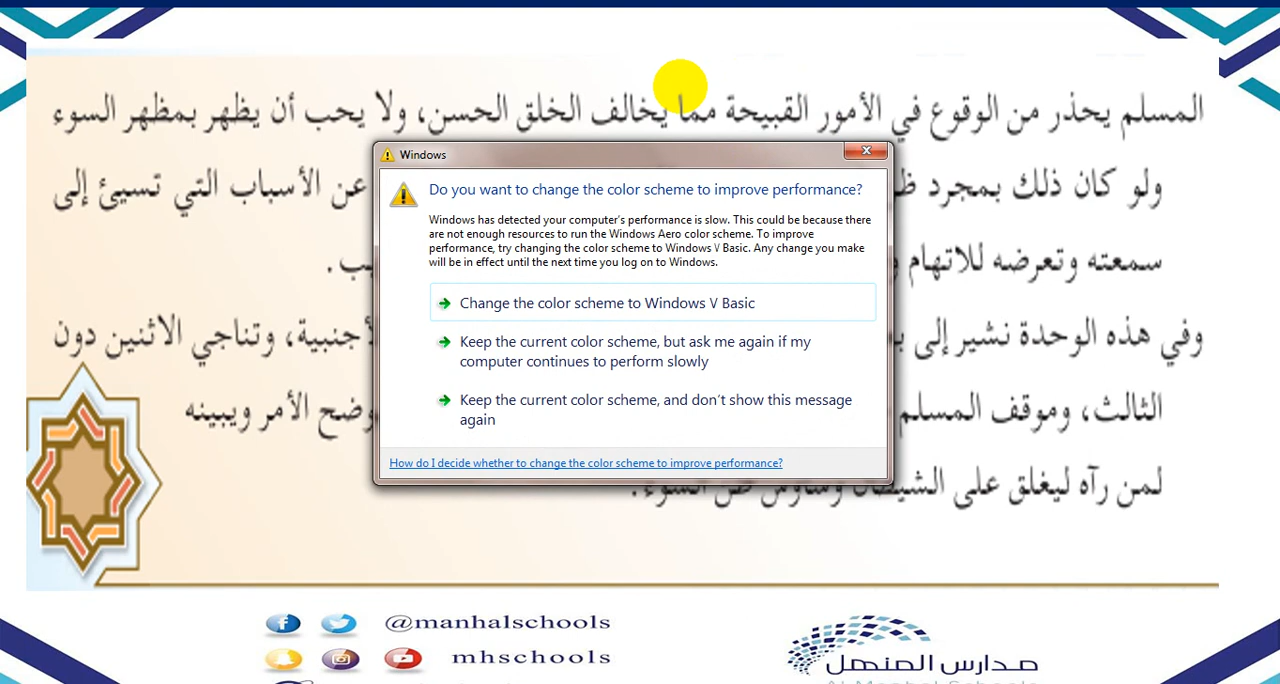 المسلم يحذر من الوقوع في الأمور القبيحة مما يخالف الخلق الحسن، ولا يحب أن يظهر بمظهر السوء
Windows
ولو كان ذلك بمجرد
عن الأسباب التي تسيئ إلى
Do you want to change the color scheme to improve performance?
Windows has detected your computer's performance is slow. This could be because there
are not enough resources to run the Windows Aero color scheme. To improve
performance, try changing the color scheme to Windows V Basic. Any change you make
will be in effect until the next time you log on to Windows.
سمعته وتعرضه للاتهام
Change the color scheme to Windows V Basic
وفي هذه الوحدة نشير إلى
لأجنبية، وتناجي الاثنين دون
Keep the current color scheme, but ask me again if my
computer continues to perform slowly
Keep the current color scheme, and don't show this message
again
الثالث، وموقف المسلم
الأمر ويبينه
How do I decide whether to change the color scheme to improve performance?
لمن رآه ليغلق على الشيطان وساوس ظن السوء.
@manhalschools
mhschools
مدارس المنهل
Al Manhal Schools